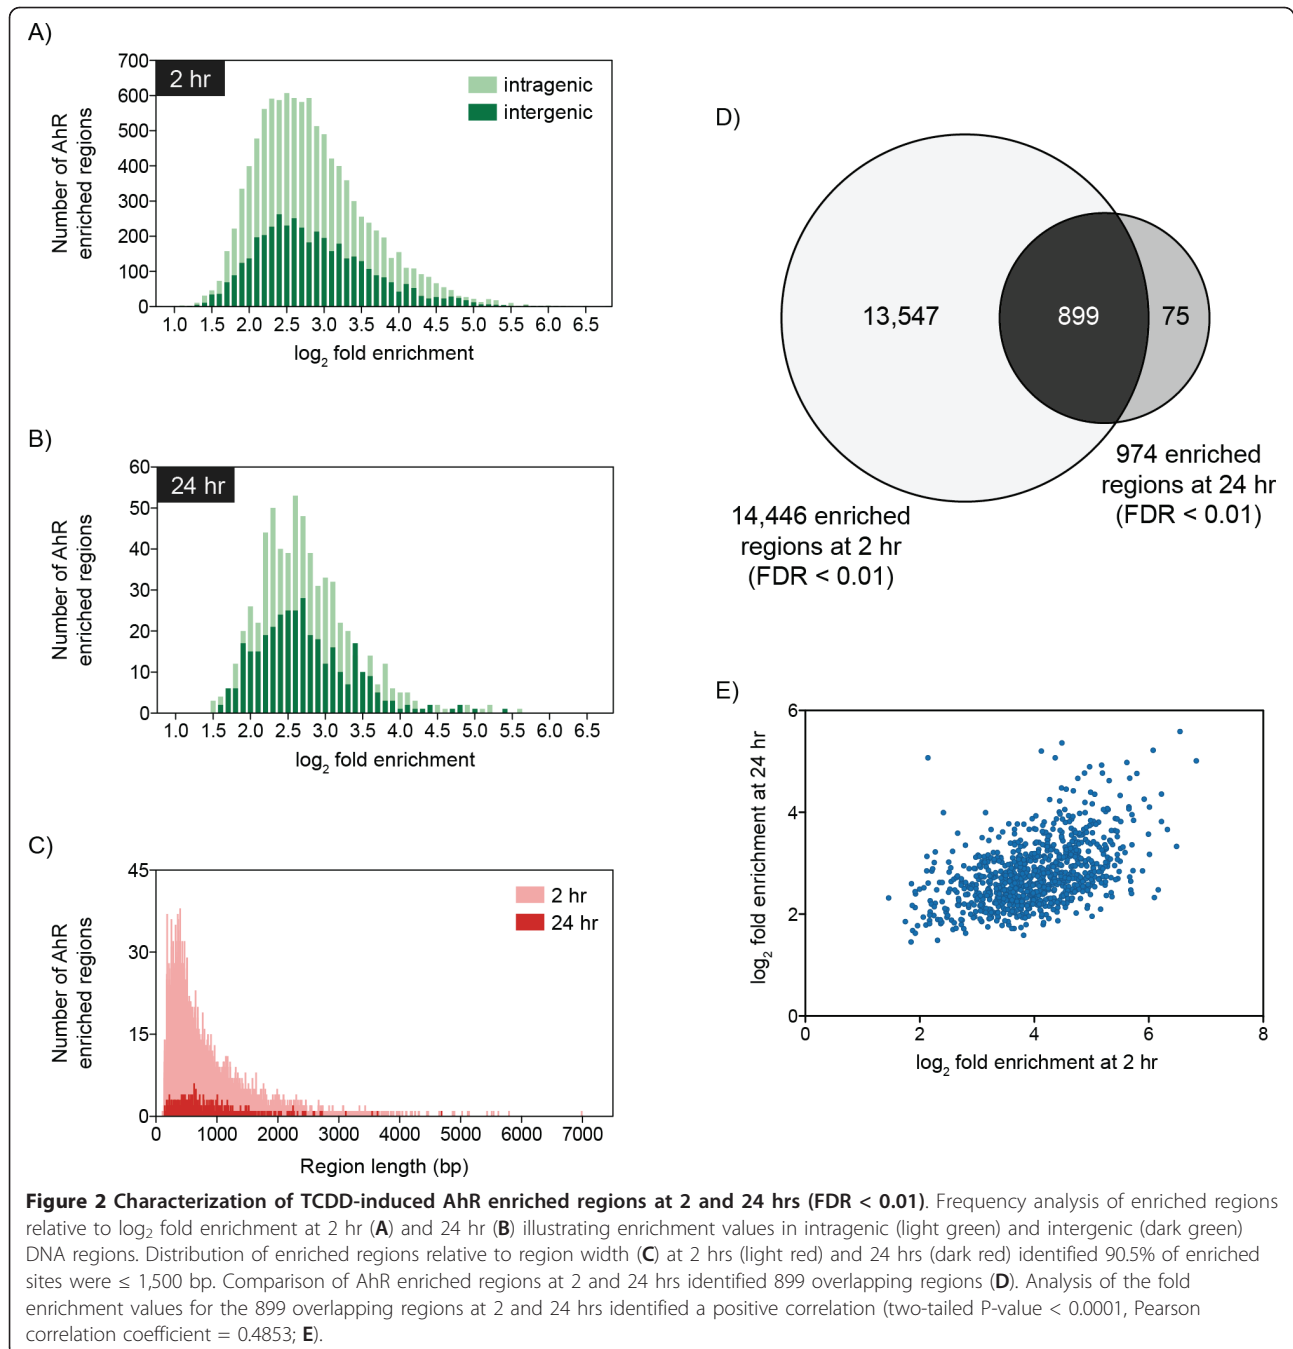 A)
700
600
500
400
300
200
100
0
Number of AhR
enriched regions
2 hr
intragenic
intergenic
1.0 1.5 2.0 2.5 3.0 3.5 4.0 4.5 5.0 5.5 6.0 6.5
log2 fold enrichment
B)
60
50
40
30
20
10
0
Number of AhR
enriched regions
24 hr
1.0 1.5 2.0 2.5 3.0 3.5 4.0 4.5 5.0 5.5 6.0 6.5
log2 fold enrichment
C)
45
30
15
0
Number of AhR
enriched regions
2 hr
24 hr
0 1000 2000 3000 4000 5000 6000 7000
Region length (bp)
D)
13,547
899
75
974 enriched
regions at 24 hr
(FDR < 0.01)
14,446 enriched
regions at 2 hr
(FDR < 0.01)
E)
6
4
2
0
log2 fold enrichment at 24 hr
0 2 4 6 8
log2 fold enrichment at 2 hr
Figure 2 Characterization of TCDD-induced AhR enriched regions at 2 and 24 hrs (FDR < 0.01). Frequency analysis of enriched regions
relative to log2 fold enrichment at 2 hr (A) and 24 hr (B) illustrating enrichment values in intragenic (light green) and intergenic (dark green)
DNA regions. Distribution of enriched regions relative to region width (C) at 2 hrs (light red) and 24 hrs (dark red) identified 90.5% of enriched
sites were ≤ 1,500 bp. Comparison of AhR enriched regions at 2 and 24 hrs identified 899 overlapping regions (D). Analysis of the fold
enrichment values for the 899 overlapping regions at 2 and 24 hrs identified a positive correlation (two-tailed P-value < 0.0001, Pearson
correlation coefficient = 0.4853; E).